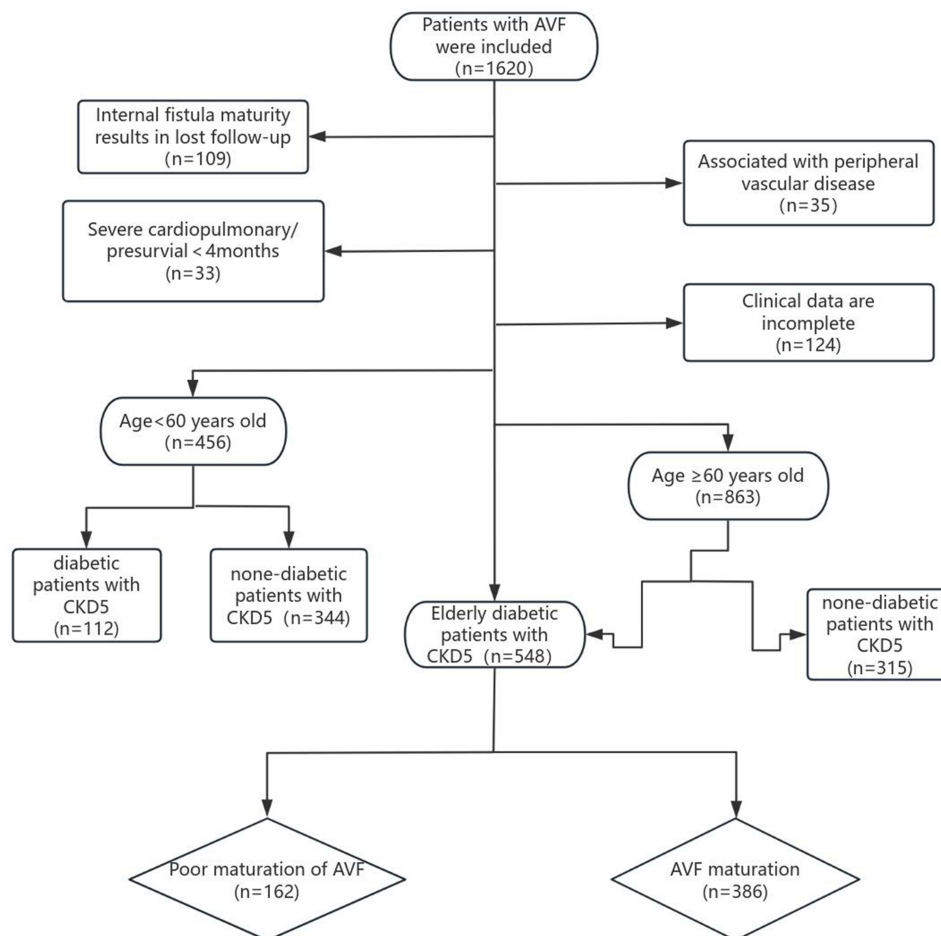 Patients with AVF
were included
(n=1620)
Internal fistula maturity
results in lost follow-up
(n=109)
Associated with peripheral
vascular disease
(n=35)
Severe cardiopulmonary/
presurvial < 4months
(n=33)
Clinical data are
incomplete
(n=124)
Age<60 years old
(n=456)
Age ≥60 years old
(n=863)
diabetic
patients with
CKD5
(n=112)
none-diabetic
patients with
CKD5 (n=344)
Elderly diabetic
patients with
CKD5 (n=548)
none-diabetic
patients with
CKD5
(n=315)
Poor maturation of AVF
(n=162)
AVF maturation
(n=386)